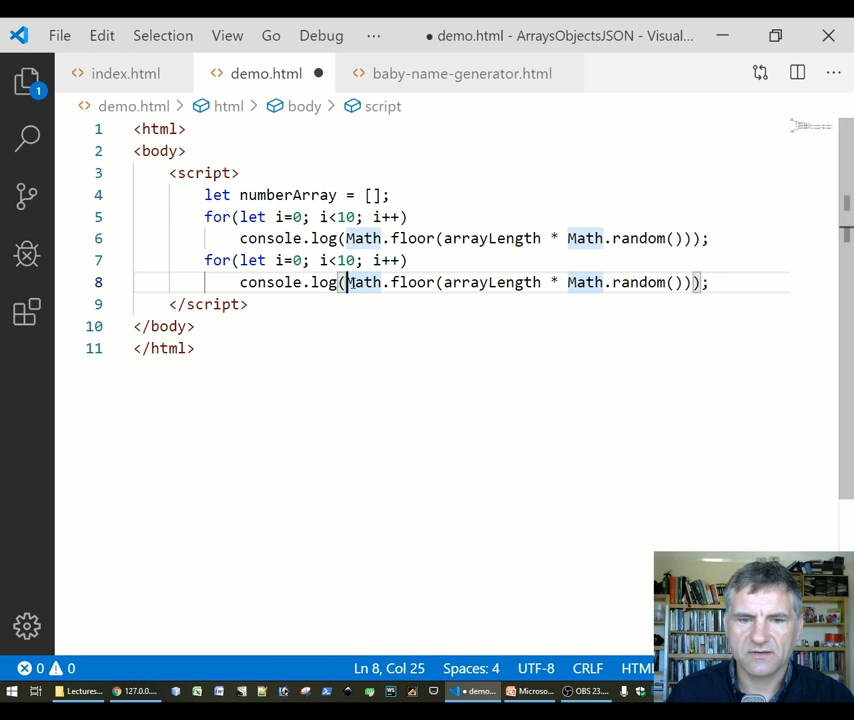 File Edit Selection View Go Debug ··· ● demo.html - ArraysObjectsJSON - Visual...
index.html demo.html baby-name-generator.html
demo.html > html > body > script
1 <html>
2 <body>
3 <script>
4 let numberArray = [];
5 for(let i=0; i<10; i++)
6 console.log(Math.floor(arrayLength * Math.random()));
7 for(let i=0; i<10; i++)
8 console.log(Math.floor(arrayLength * Math.random()));
9 </script>
10 </body>
11 </html>
1
0 0 Ln 8, Col 25 Spaces: 4 UTF-8 CRLF HTML
Lectures... 127.0.0... ● demo... Microso... OBS 23....